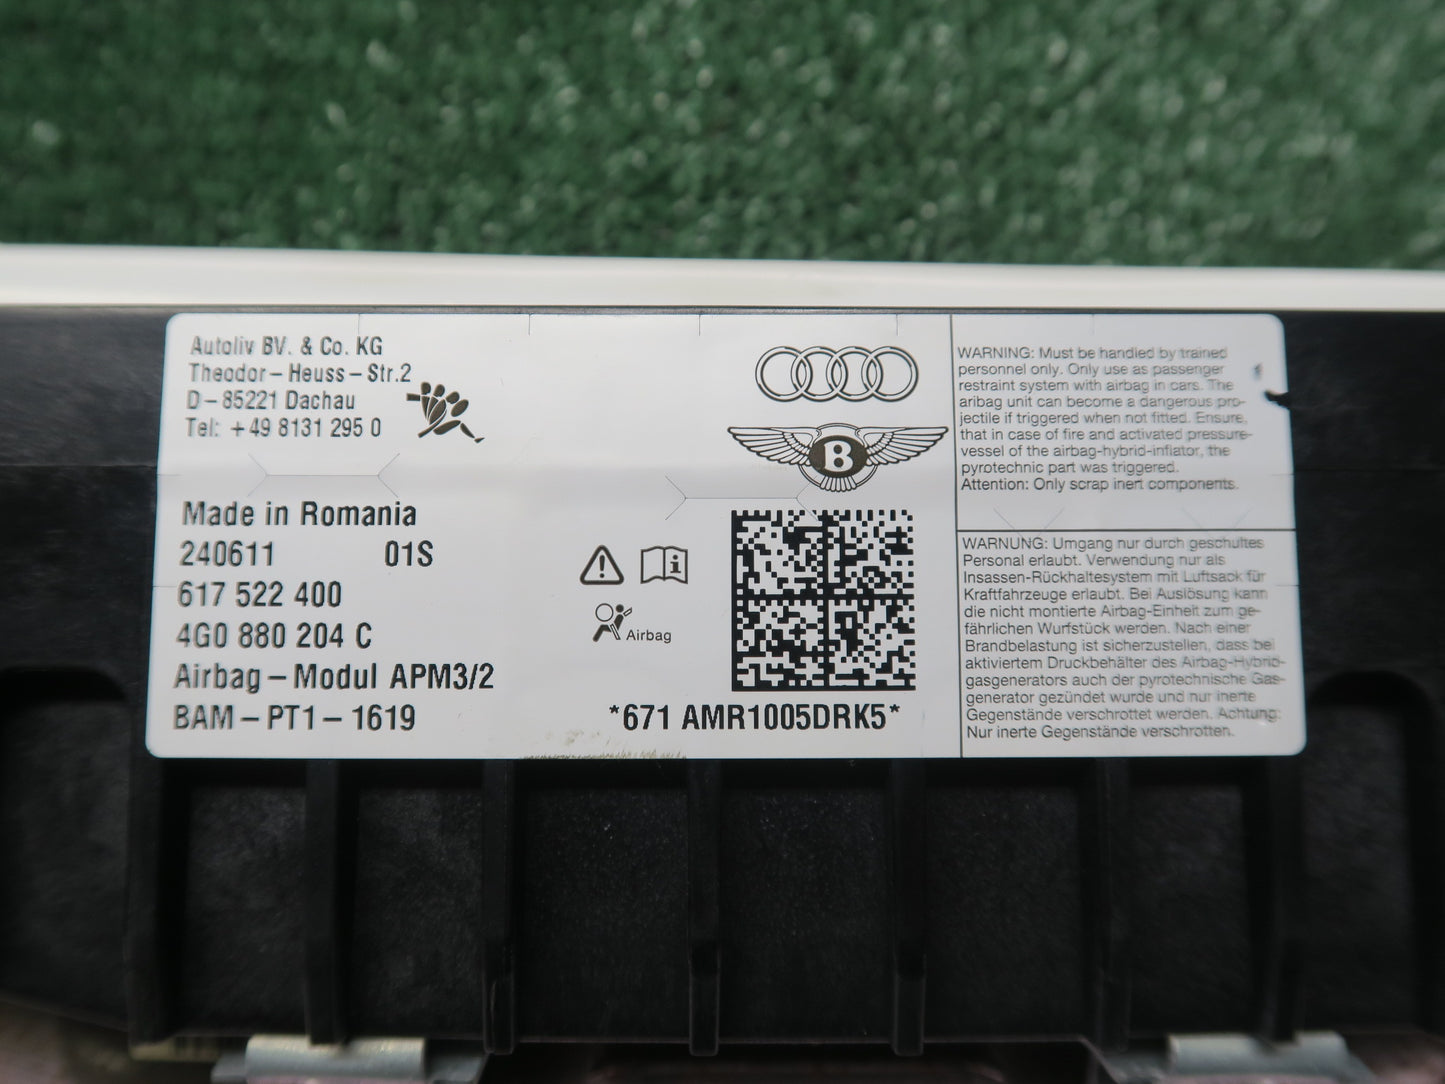 Autoliv BV. & Co. KG
Theodor-Heuss-Str.2
D-85221 Dachau
Tel: +49 8131 295 0
Made in Romania
240611 01S
617 522 400
4G0 880 204 C
Airbag-Modul APM3/2
BAM-PT1-1619
B
Airbag
*671 AMR1005DRK5*
WARNING: Must be handled by trained
personnel only. Only use as passenger
restraint system with airbag in cars. The
aribag unit can become a dangerous pro-
jectile if triggered when not fitted. Ensure,
that in case of fire and activated pressure-
vessel of the airbag-hybrid-inflator, the
pyrotechnic part was triggered.
Attention: Only scrap inert components.
WARNUNG: Umgang nur durch geschultes
Personal erlaubt. Verwendung nur als
Insassen-Rückhaltesystem mit Luftsack für
Kraftfahrzeuge erlaubt. Bei Auslösung kann
die nicht montierte Airbag-Einheit zum ge-
fährlichen Wurfstück werden. Nach einer
Brandbelastung ist sicherzustellen, dass bei
aktiviertem Druckbehälter des Airbag-Hybrid-
gasgenerators auch der pyrotechnische Gas-
generator gezündet wurde und nur inerte
Gegenstände verschrottet werden. Achtung:
Nur inerte Gegenstände verschrotten.